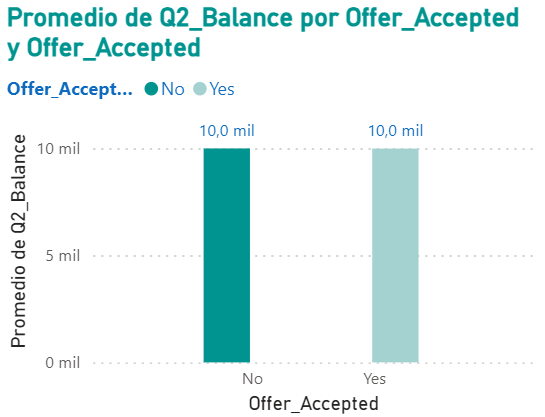 Promedio de Q2_Balance por Offer_Accepted
y Offer_Accepted
Offer_Accept... No Yes
10,0 mil 10,0 mil
10 mil
5 mil
0 mil
Promedio de Q2_Balance
No Yes
Offer_Accepted